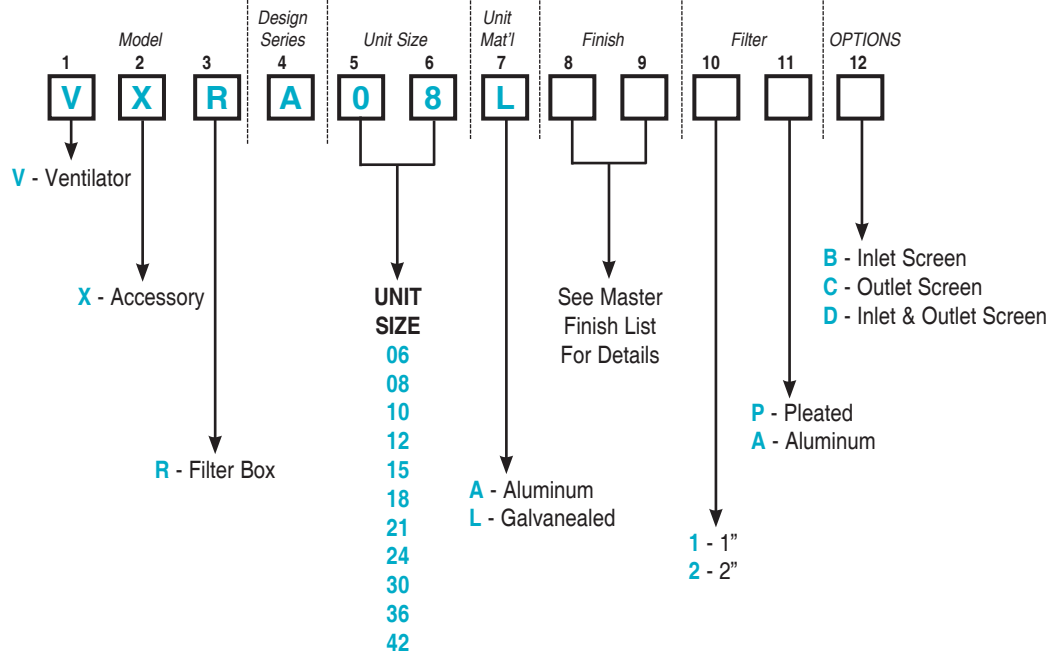 Model
Design
Series
Unit Size
Unit
Mat'l
Finish
Filter
OPTIONS
1 2 3 4 5 6 7 8 9 10 11 12
V X R A 0 8 L
V - Ventilator
X - Accessory
R - Filter Box
UNIT
SIZE
06
08
10
12
15
18
21
24
30
36
42
A - Aluminum
L - Galvanealed
See Master
Finish List
For Details
1 - 1”
2 - 2”
P - Pleated
A - Aluminum
B - Inlet Screen
C - Outlet Screen
D - Inlet & Outlet Screen